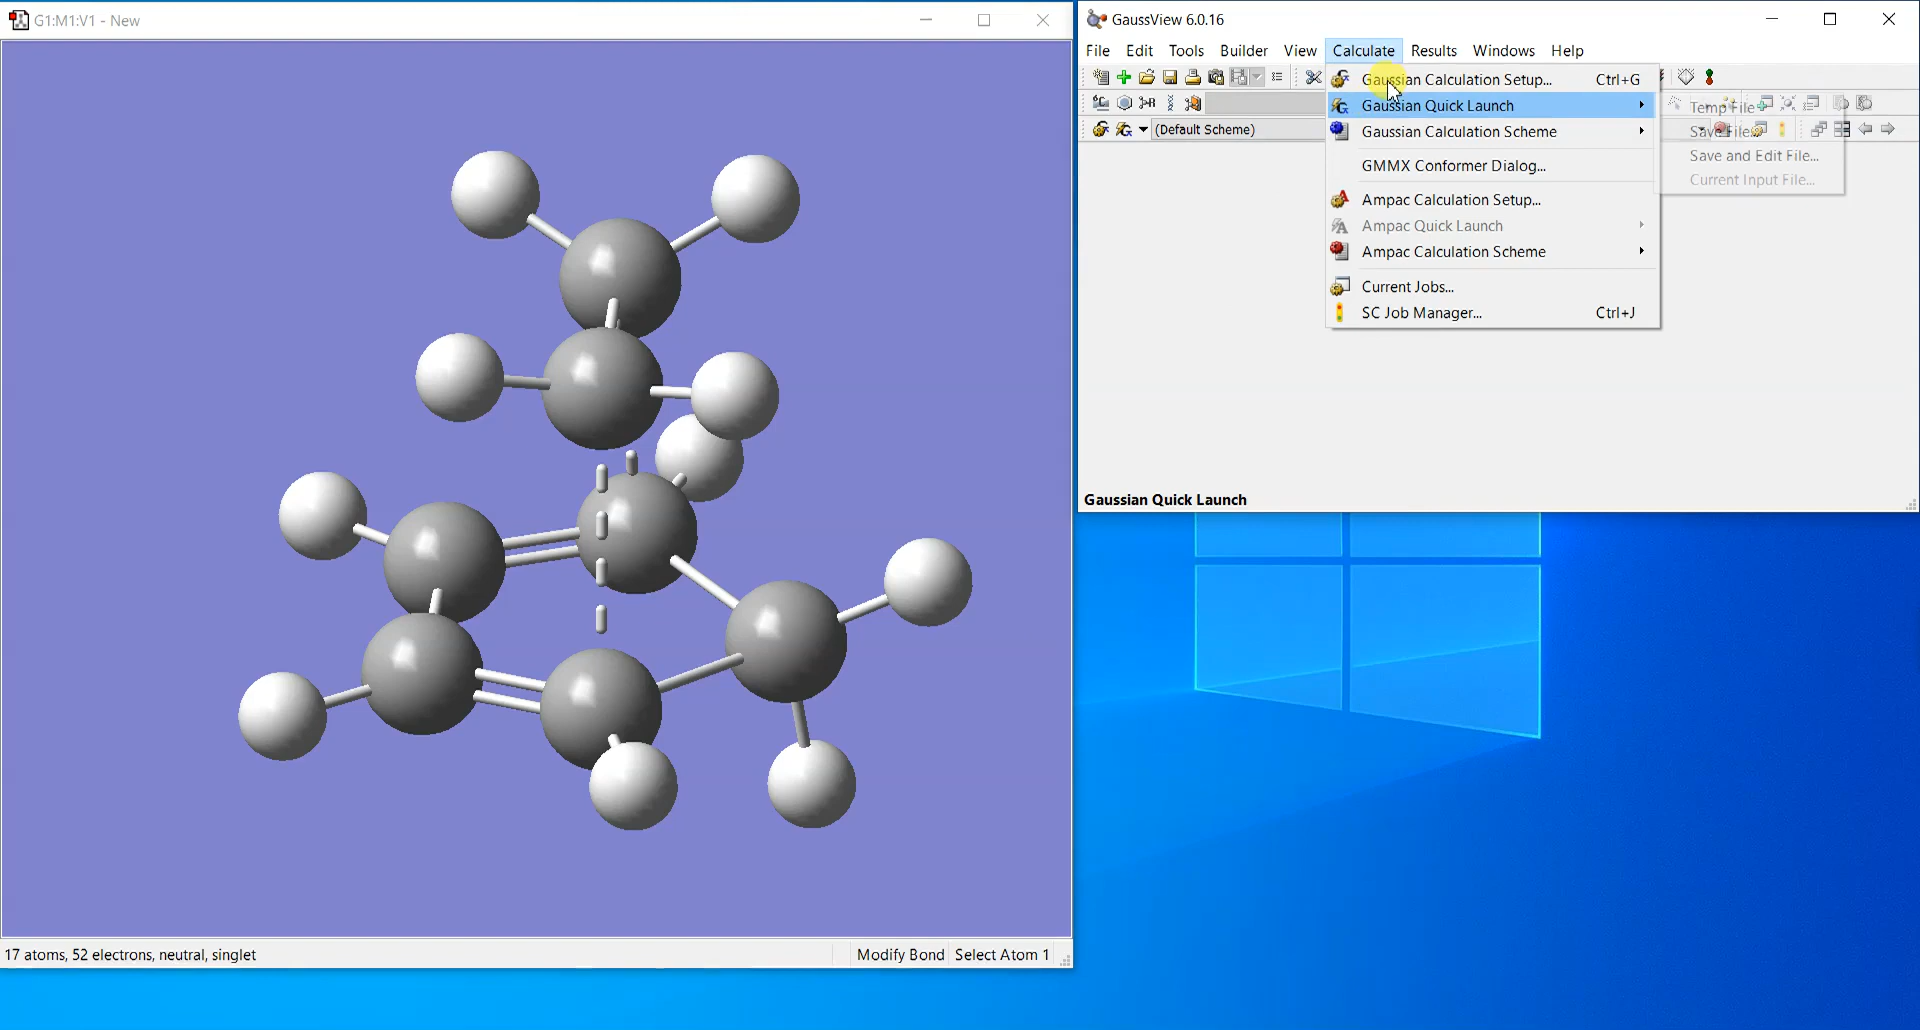 G1:M1:V1 - New
GaussView 6.0.16
File Edit Tools Builder View Calculate Results Windows Help
Gaussian Calculation Setup... Ctrl+G
Gaussian Quick Launch
Temp File
(Default Scheme)
Gaussian Calculation Scheme
Save File
Save and Edit File...
GMMX Conformer Dialog...
Current Input File...
Ampac Calculation Setup...
Ampac Quick Launch
Ampac Calculation Scheme
Current Jobs...
SC Job Manager... Ctrl+J
Gaussian Quick Launch
17 atoms, 52 electrons, neutral, singlet
Modify Bond Select Atom 1